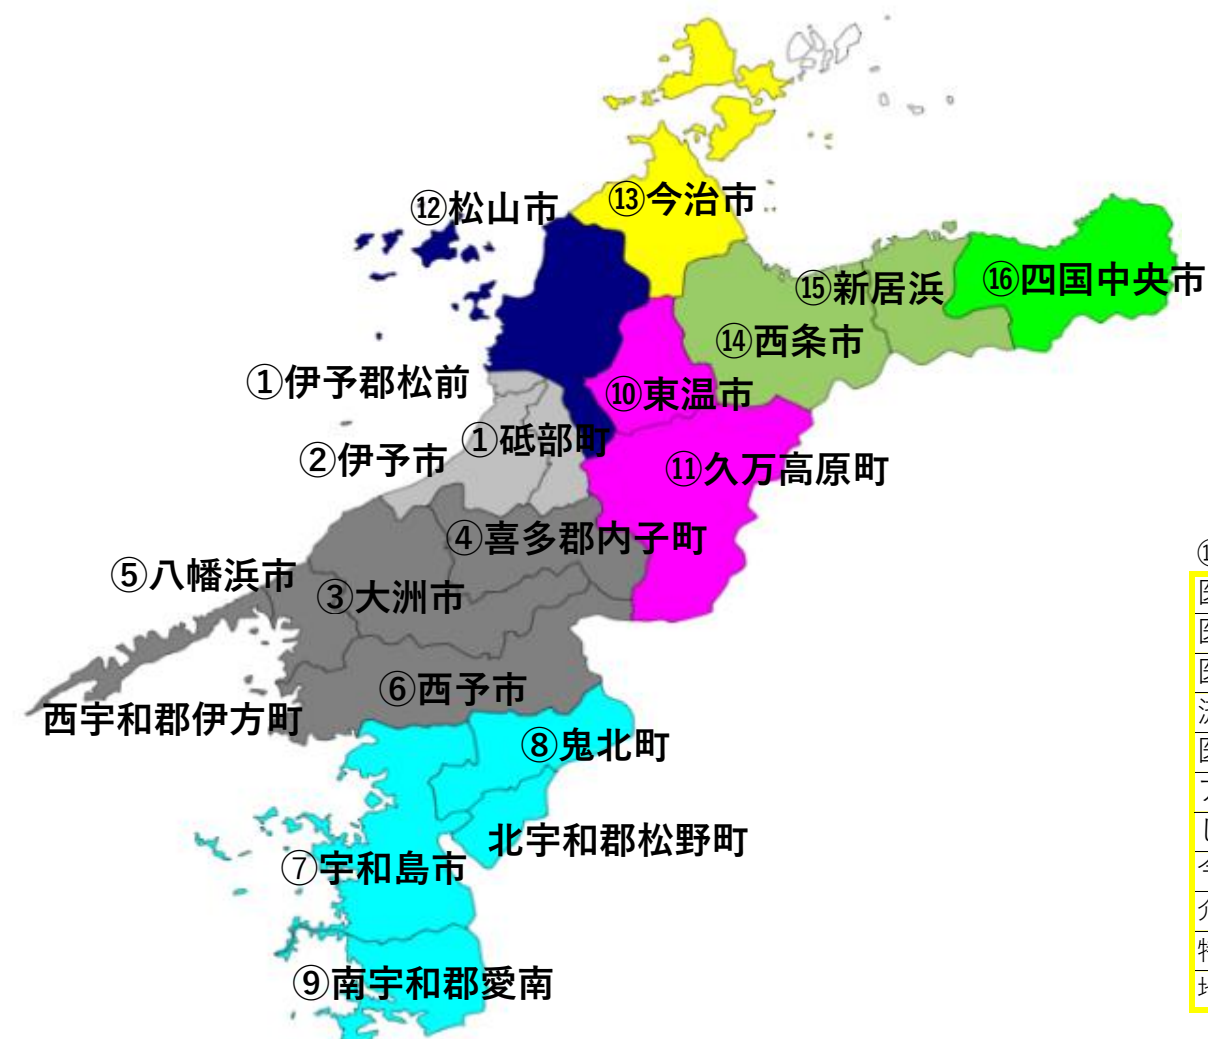 ⑬今治市
⑫松山市
⑮新居浜
⑯四国中央市
⑭西条市
①伊予郡松前
⑩東温市
①砥部町
②伊予市
⑪久万高原町
④喜多郡内子町
⑤八幡浜市
③大洲市
⑥西予市
西宇和郡伊方町
⑧鬼北町
北宇和郡松野町
⑦宇和島市
⑨南宇和郡愛南